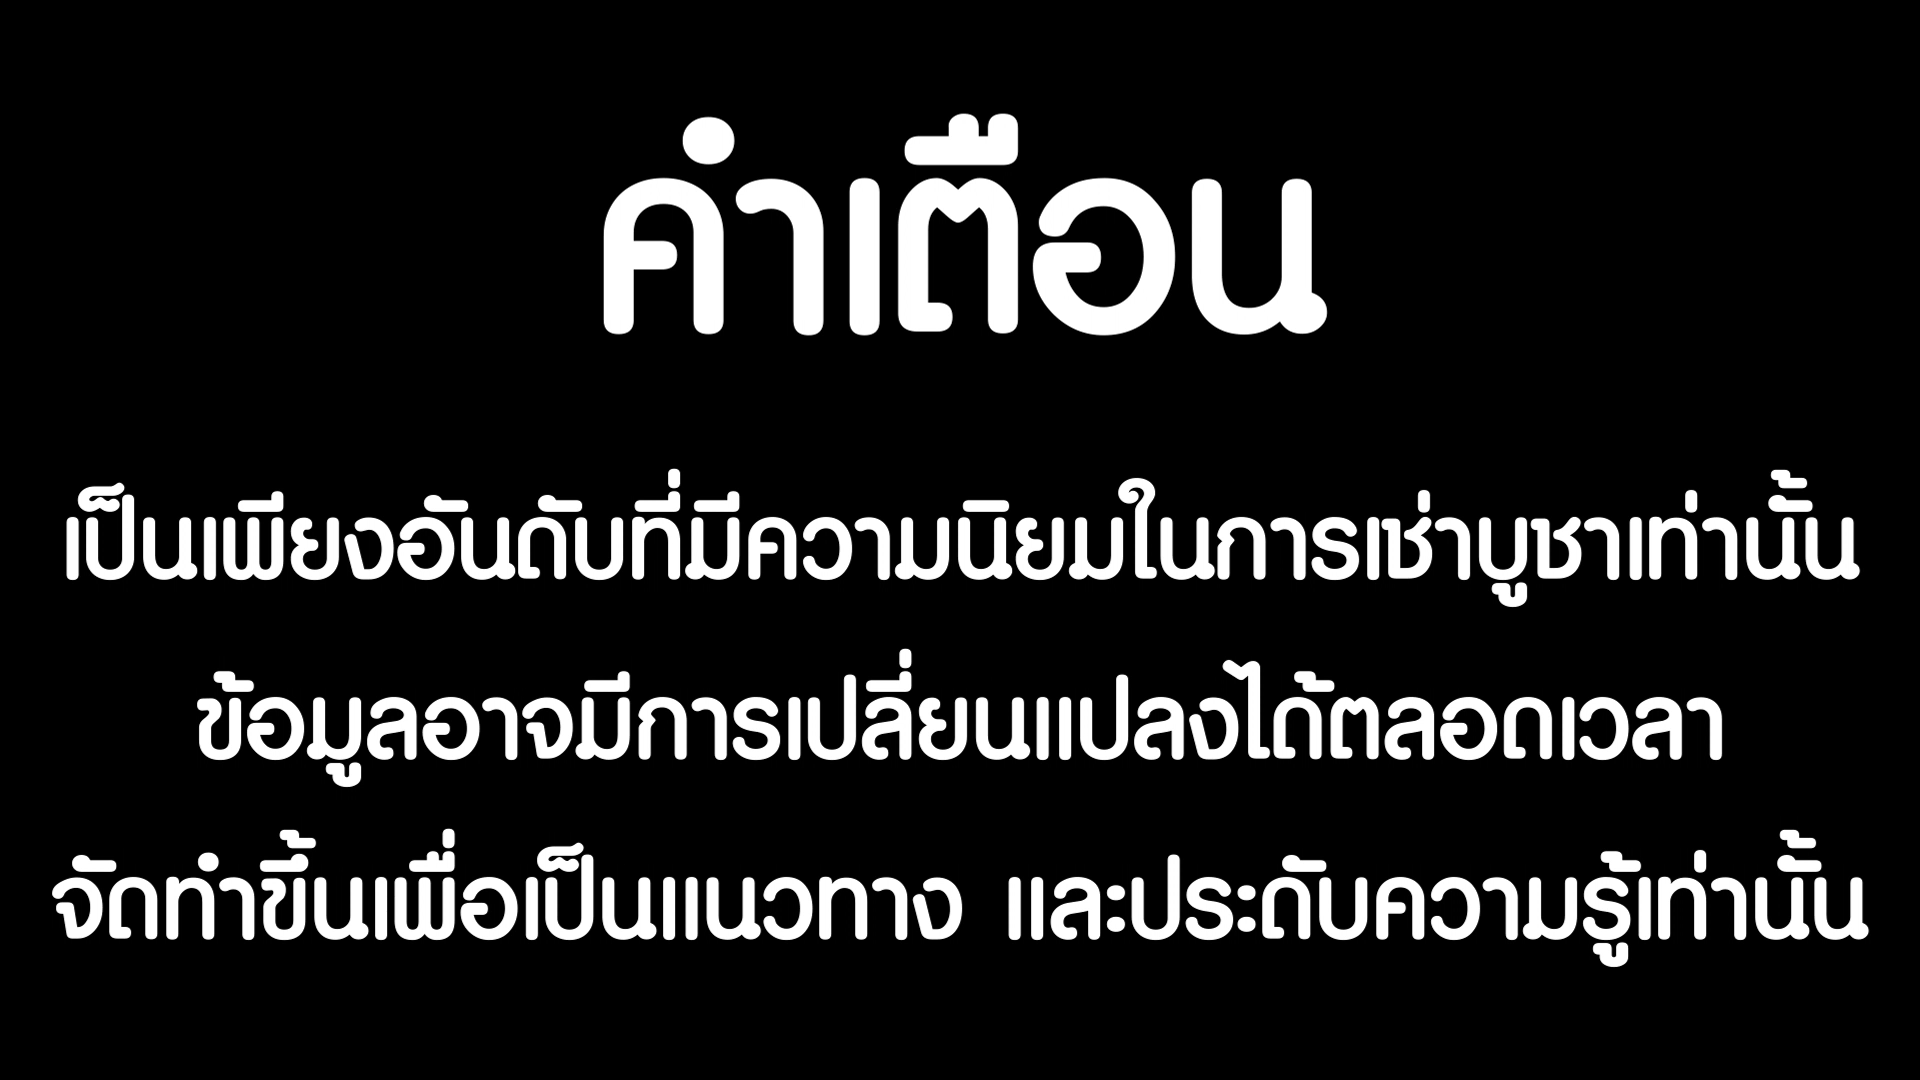 คำเตือน
เป็นเพียงอันดับที่มีความนิยมในการเช่าบูชาเท่านั้น
ข้อมูลอาจมีการเปลี่ยนแปลงได้ตลอดเวลา
จัดทำขึ้นเพื่อเป็นแนวทาง และประดับความรู้เท่านั้น